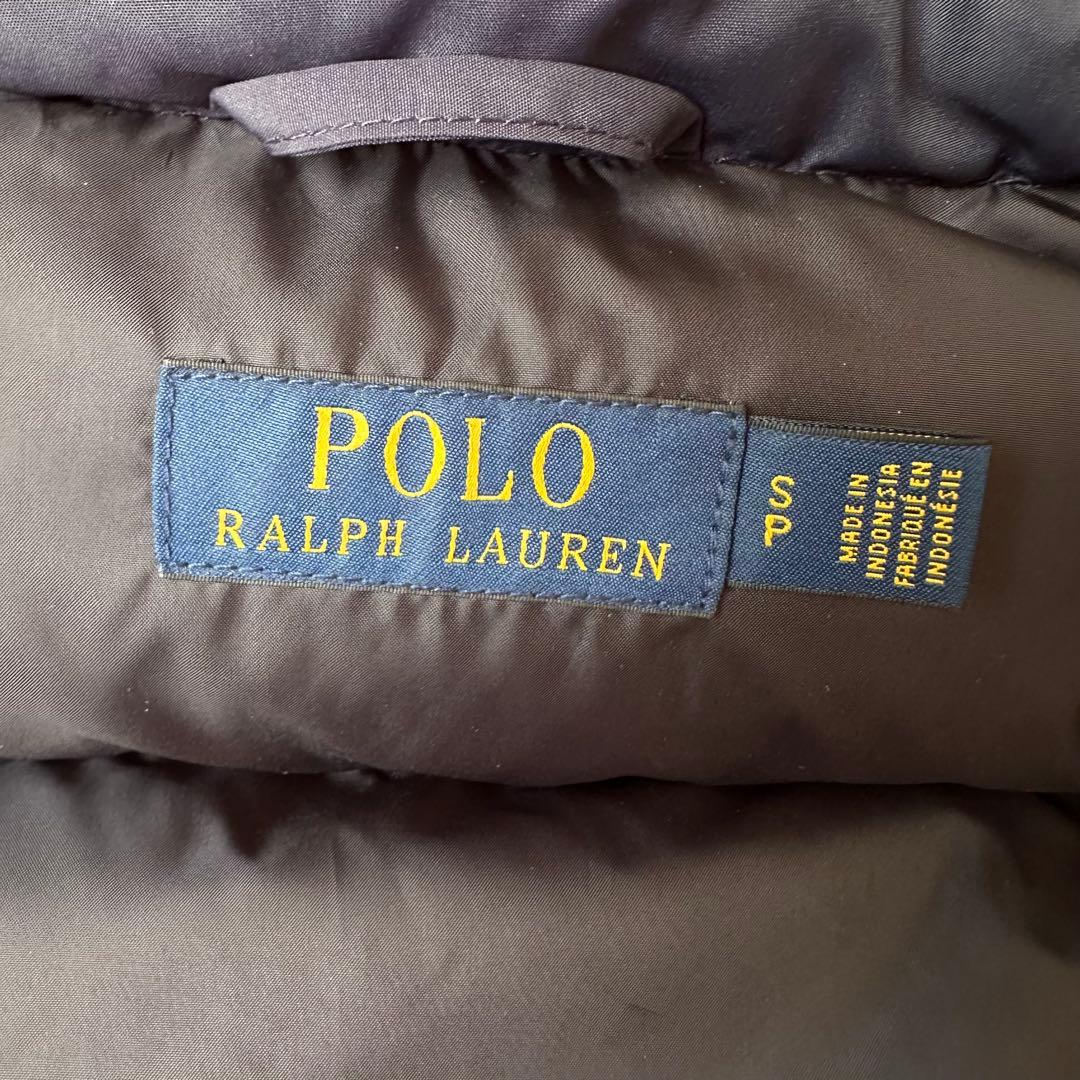 POLO
RALPH LAUREN
S
P
MADE IN
INDONESIA
FABRIQUÉ EN
INDONÉSIE